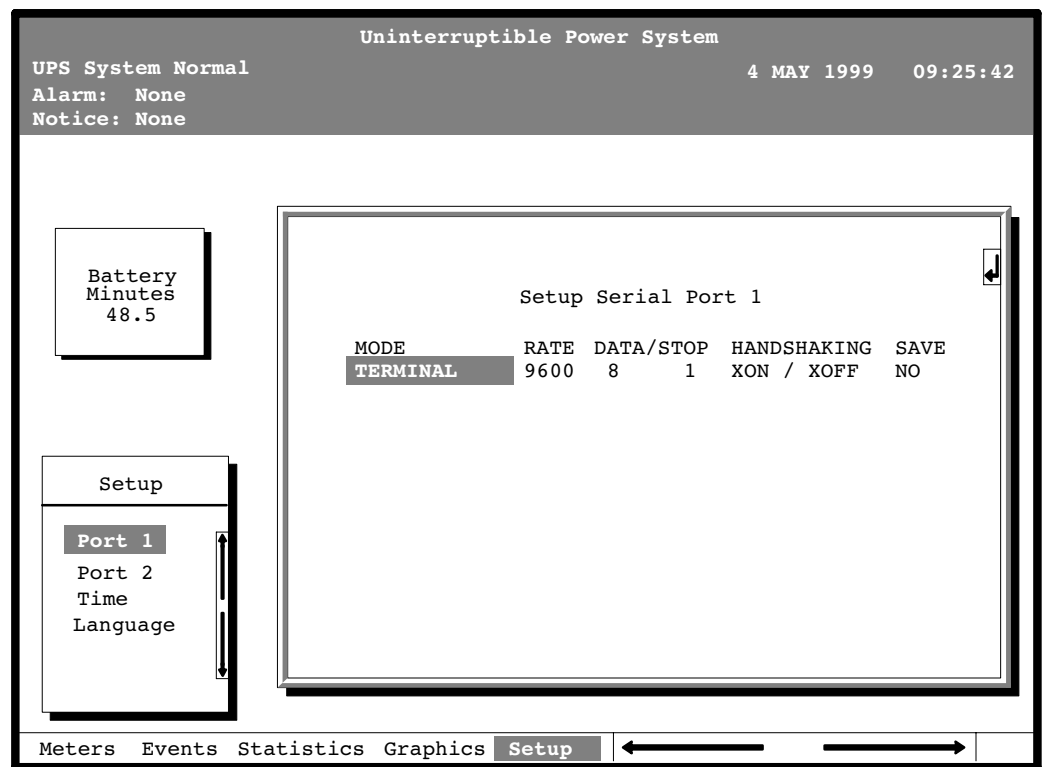 Uninterruptible Power System
UPS System Normal
4 MAY 1999 09:25:42
Alarm: None
Notice: None
Battery
Minutes
48.5
Setup Serial Port 1
MODE RATE DATA/STOP HANDSHAKING SAVE
TERMINAL 9600 8 1 XON / XOFF NO
Setup
Port 1
Port 2
Time
Language
Meters Events Statistics Graphics Setup